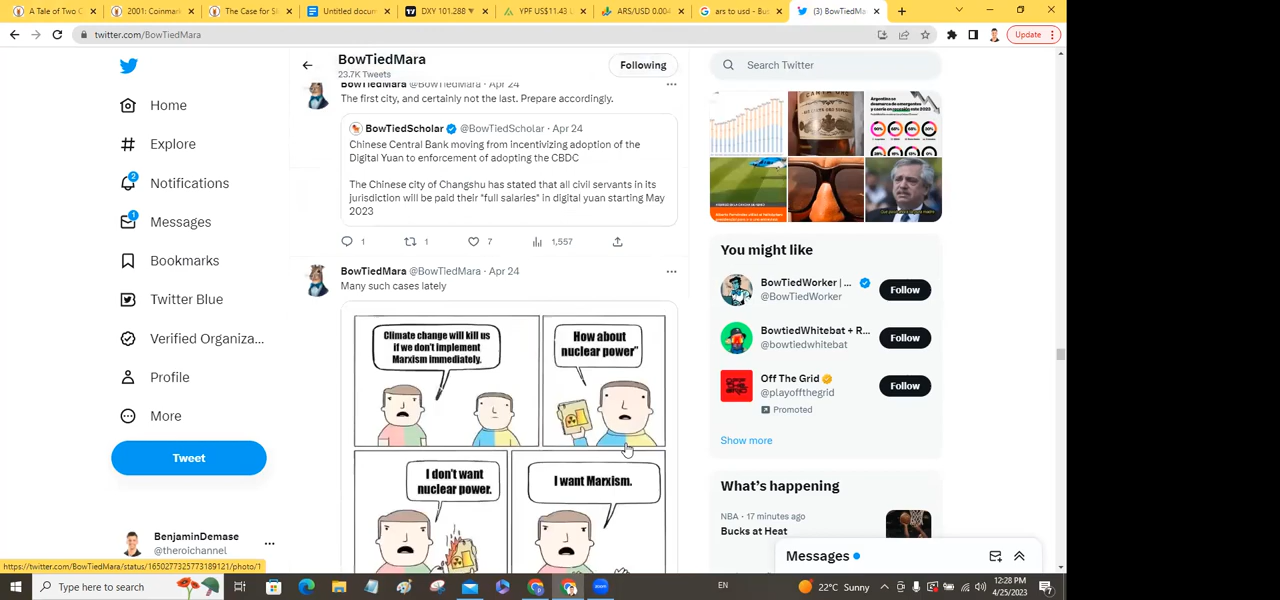 A Tale of Two C
2001: Coinmark
The Case for Sl
Untitled docum
DXY 101.288
YPF US$11.43 L
ARS/USD 0.004
ars to usd - Bu
(3) BowTiedMa
twitter.com/BowTiedMara
Update
BowTiedMara
23.7K Tweets
Following
Search Twitter
Home
Explore
2
Notifications
1
Messages
Bookmarks
Twitter Blue
Verified Organiza...
Profile
More
Tweet
BenjaminDemase
@theroichannel
BowTiedMara @BowTiedMara · Apr 24
The first city, and certainly not the last. Prepare accordingly.
BowTiedScholar @BowTiedScholar · Apr 24
Chinese Central Bank moving from incentivizing adoption of the
Digital Yuan to enforcement of adopting the CBDC
The Chinese city of Changshu has stated that all civil servants in its
jurisdiction will be paid their "full salaries" in digital yuan starting May
2023
1
1
7
1,557
BowTiedMara @BowTiedMara · Apr 24
Many such cases lately
Climate change will kill us
if we don't implement
Marxism immediately.
How about
nuclear power"
I don't want
nuclear power.
I want Marxism.
You might like
BowTiedWorker | ...
@BowTiedWorker
Follow
BowtiedWhitebat + R...
@bowtiedwhitebat
Follow
Off The Grid
@playoffthegrid
Promoted
Follow
Show more
What's happening
NBA · 17 minutes ago
Bucks at Heat
Messages
https://twitter.com/BowTiedMara/status/1650277325773189121/photo/1
Type here to search
EN
22°C Sunny
12:28 PM
4/25/2023